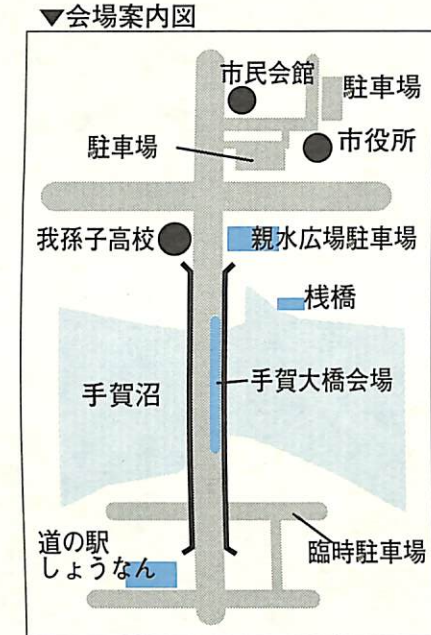 ▼会場案内図
市民会館
駐車場
駐車場
市役所
我孫子高校
親水広場駐車場
桟橋
手賀沼
手賀大橋会場
道の駅
しょうなん
臨時駐車場